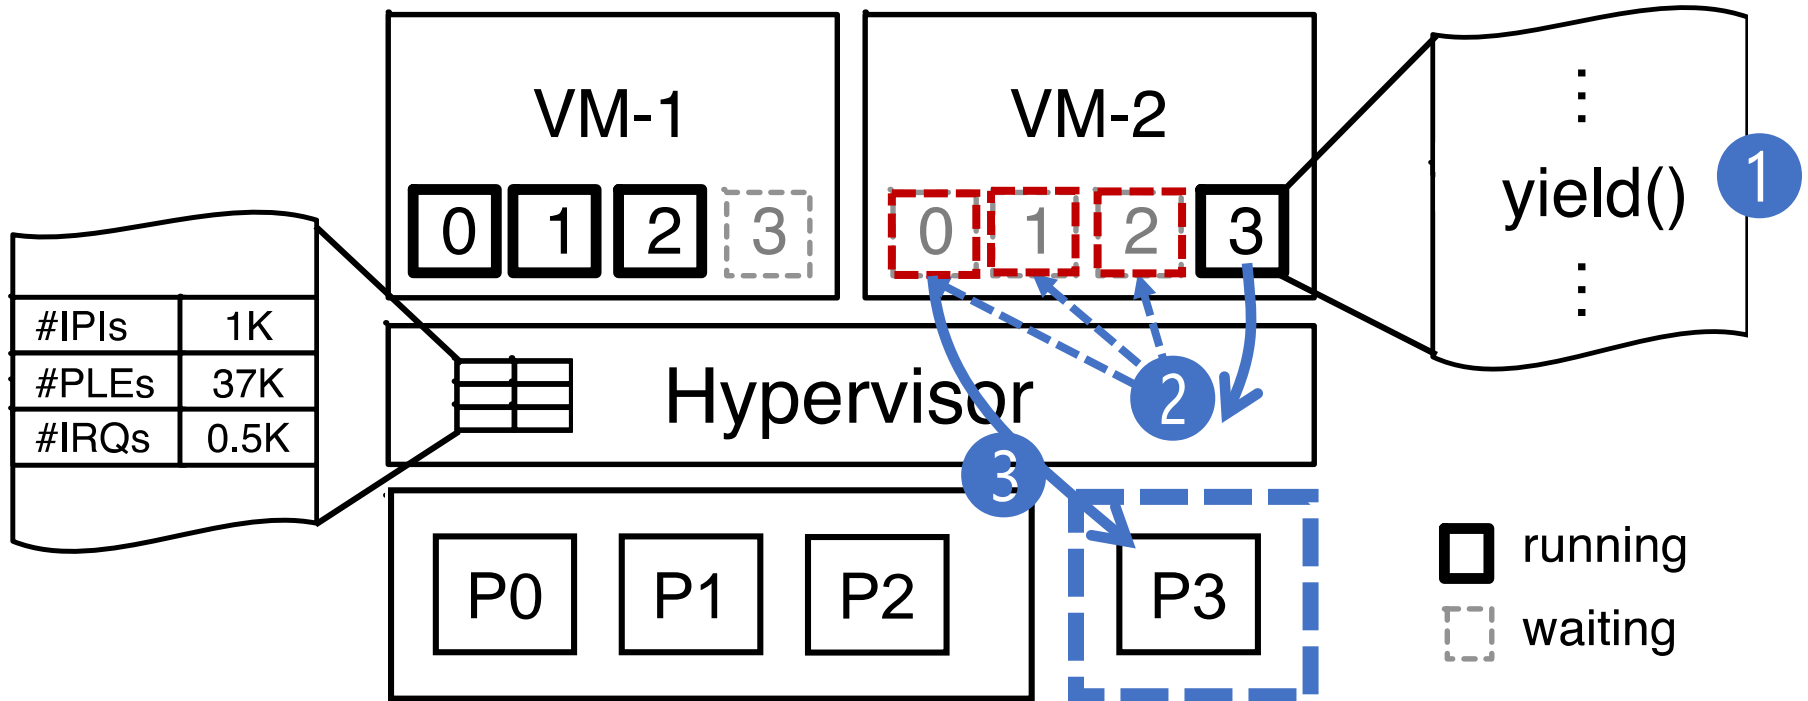 VM-1
0 1 2 3
VM-2
0 1 2 3
⋮
yield()
⋮
1
#IPIs 1K
#PLEs 37K
#IRQs 0.5K
Hypervisor
2
3
P0 P1 P2 P3
running
waiting